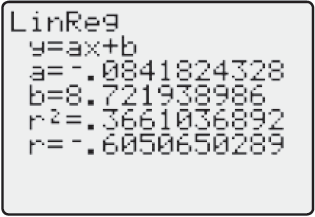 LinReg
y=ax+b
a=-.0841824328
b=8.721938986
r²=.3661036892
r=-.6050650289